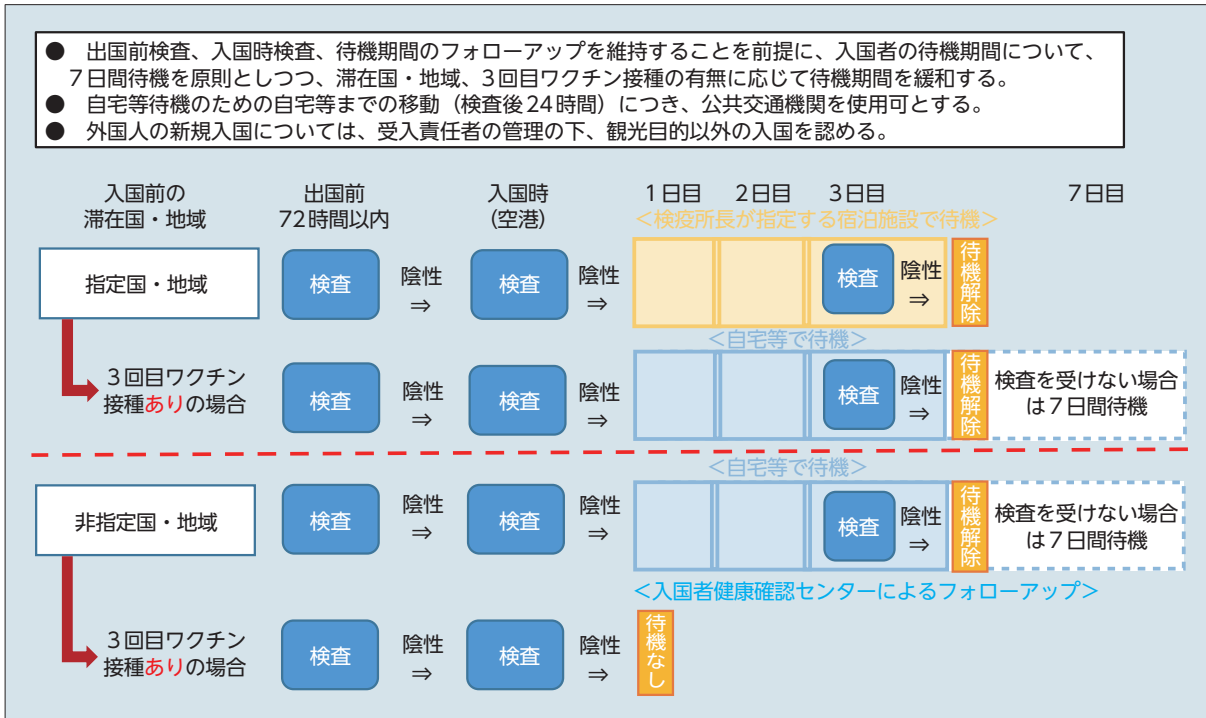 ● 出国前検査、入国時検査、待機期間のフォローアップを維持することを前提に、入国者の待機期間について、
７日間待機を原則としつつ、滞在国・地域、３回目ワクチン接種の有無に応じて待機期間を緩和する。
● 自宅等待機のための自宅等までの移動（検査後24時間）につき、公共交通機関を使用可とする。
● 外国人の新規入国については、受入責任者の管理の下、観光目的以外の入国を認める。
入国前の
滞在国・地域
出国前
72時間以内
入国時
(空港)
１日目
２日目
３日目
７日目
＜検疫所長が指定する宿泊施設で待機＞
指定国・地域
検査
陰性
⇒
検査
陰性
⇒
検査
陰性
⇒
待機解除
＜自宅等で待機＞
３回目ワクチン
接種ありの場合
検査
陰性
⇒
検査
陰性
⇒
検査
陰性
⇒
待機解除
検査を受けない場合
は７日間待機
＜自宅等で待機＞
非指定国・地域
検査
陰性
⇒
検査
陰性
⇒
検査
陰性
⇒
待機解除
検査を受けない場合
は７日間待機
＜入国者健康確認センターによるフォローアップ＞
３回目ワクチン
接種ありの場合
検査
陰性
⇒
検査
陰性
⇒
待機なし